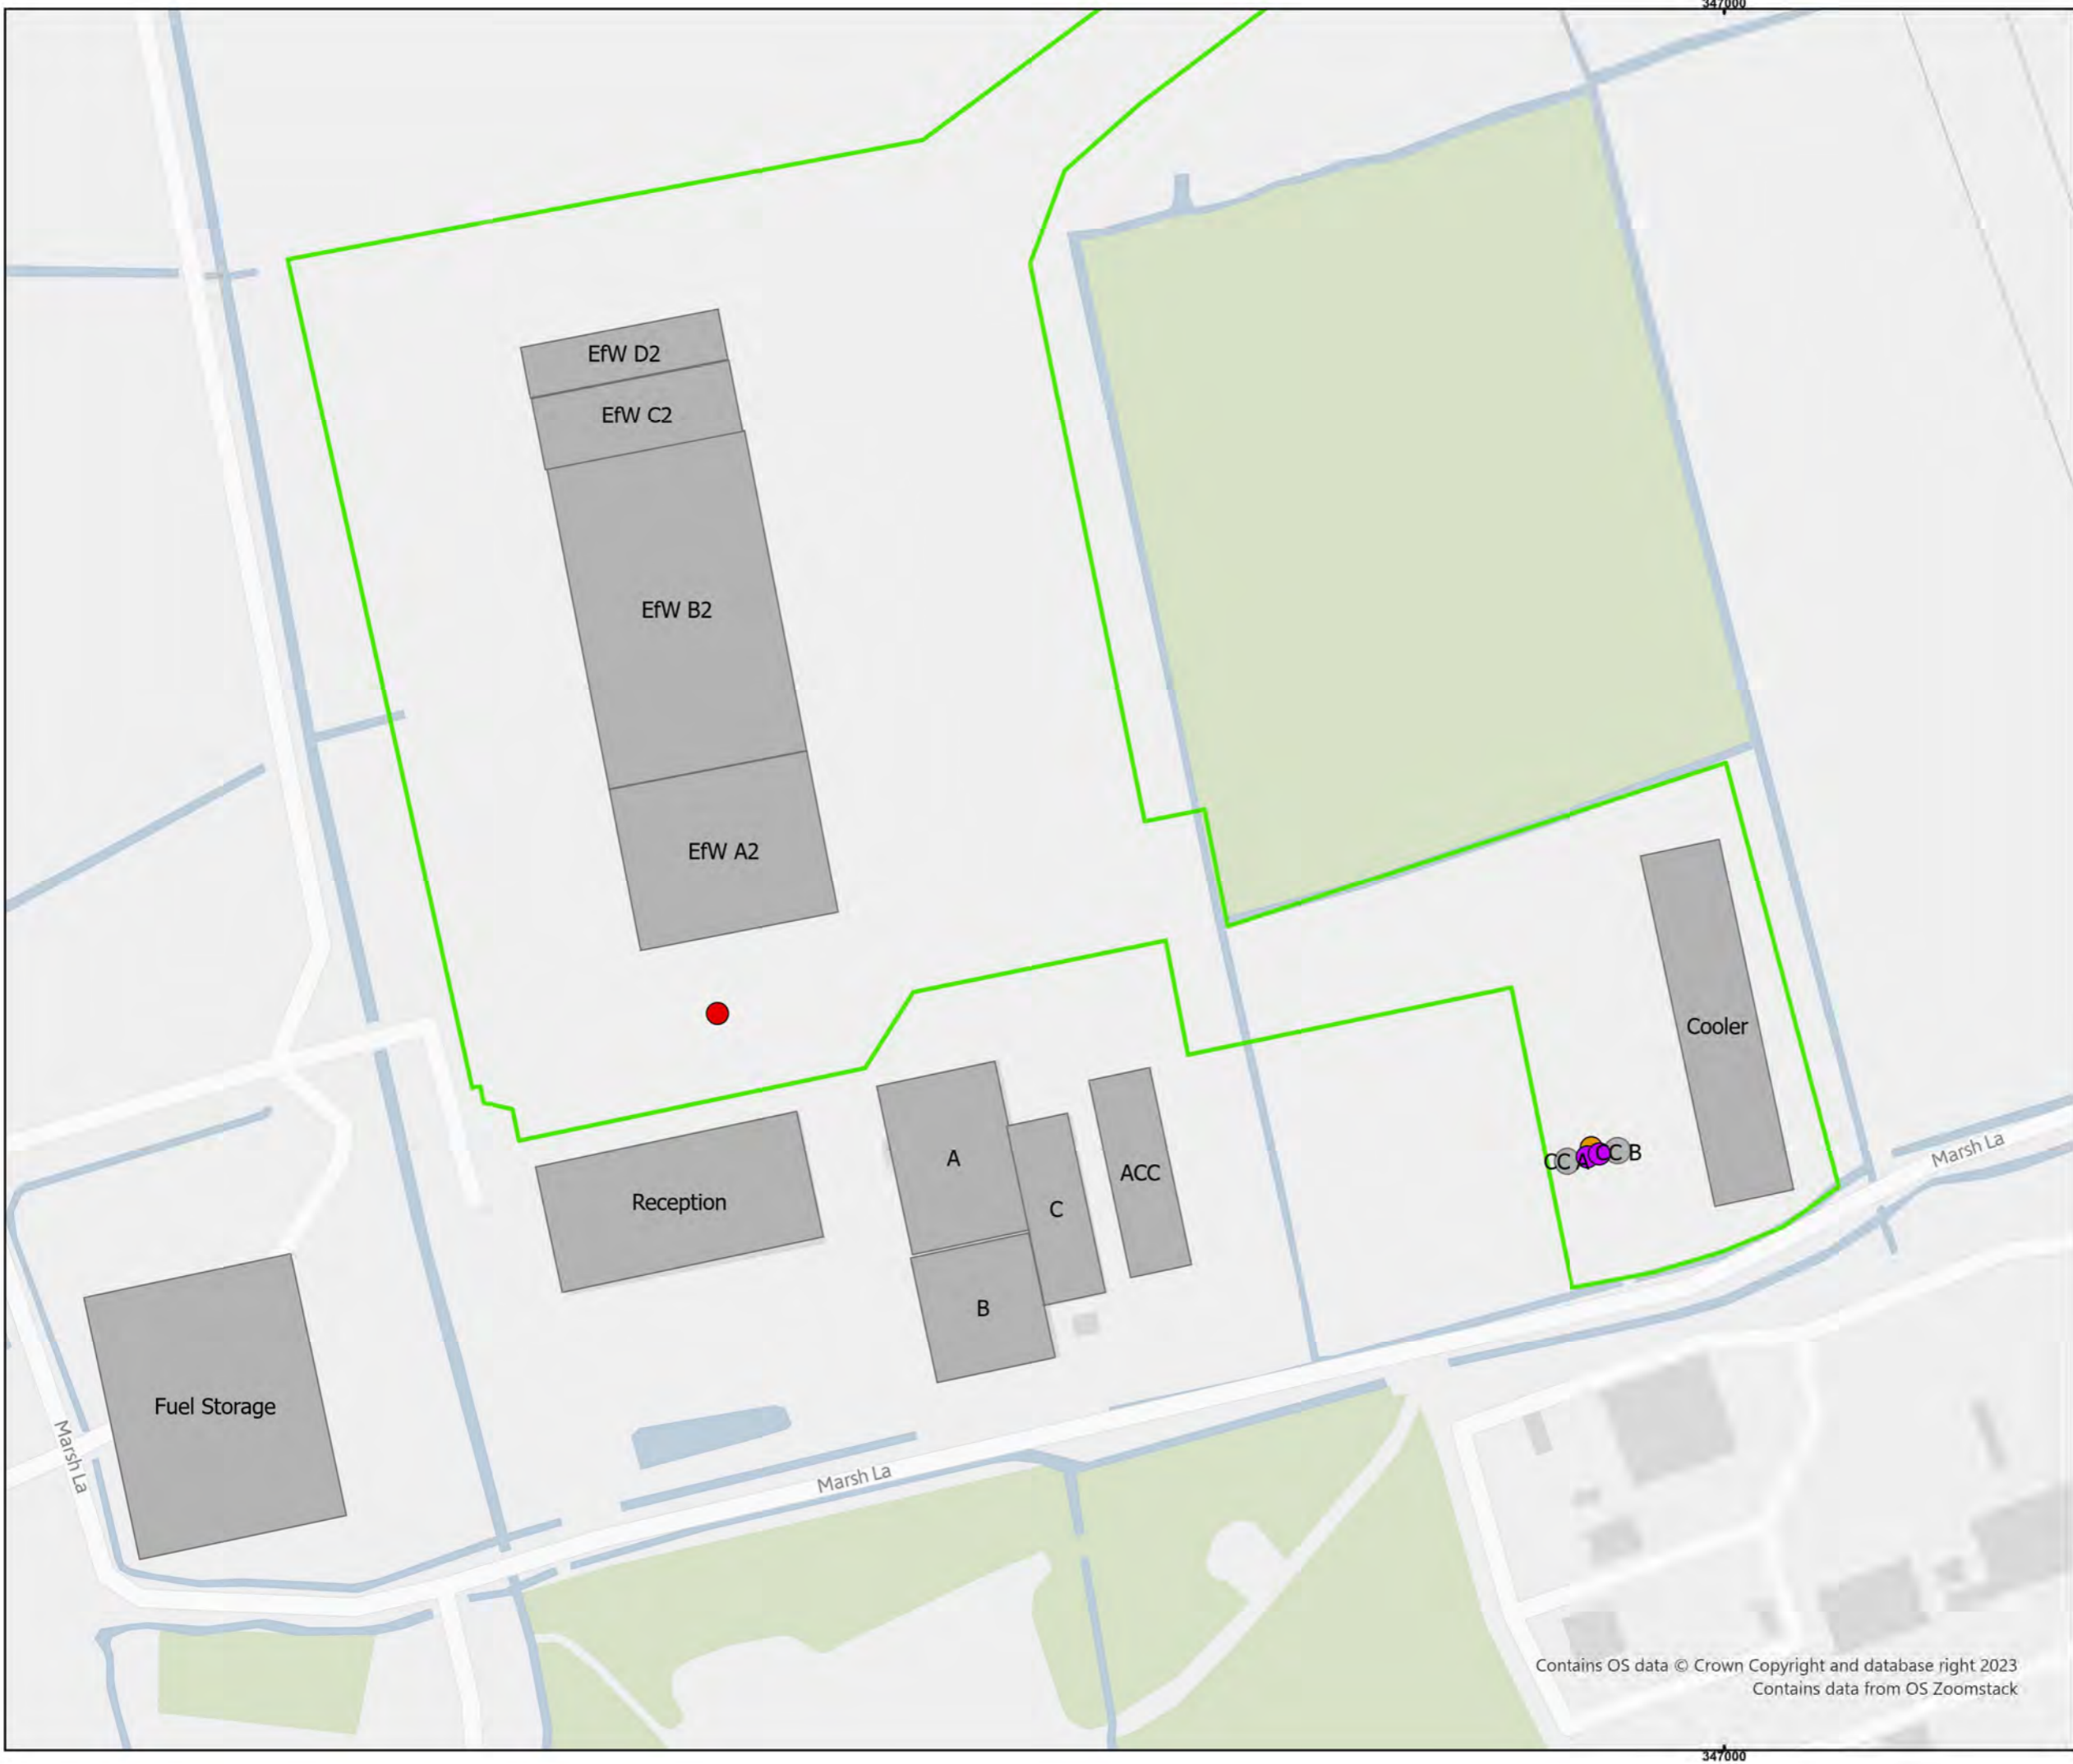 347000
EfW D2
EfW C2
EfW B2
EfW A2
Cooler
A
CC A
CC B
Marsh La
ACC
Reception
C
B
Fuel Storage
Marsh La
Marsh La
Contains OS data © Crown Copyright and database right 2023
Contains data from OS Zoomstack
347000